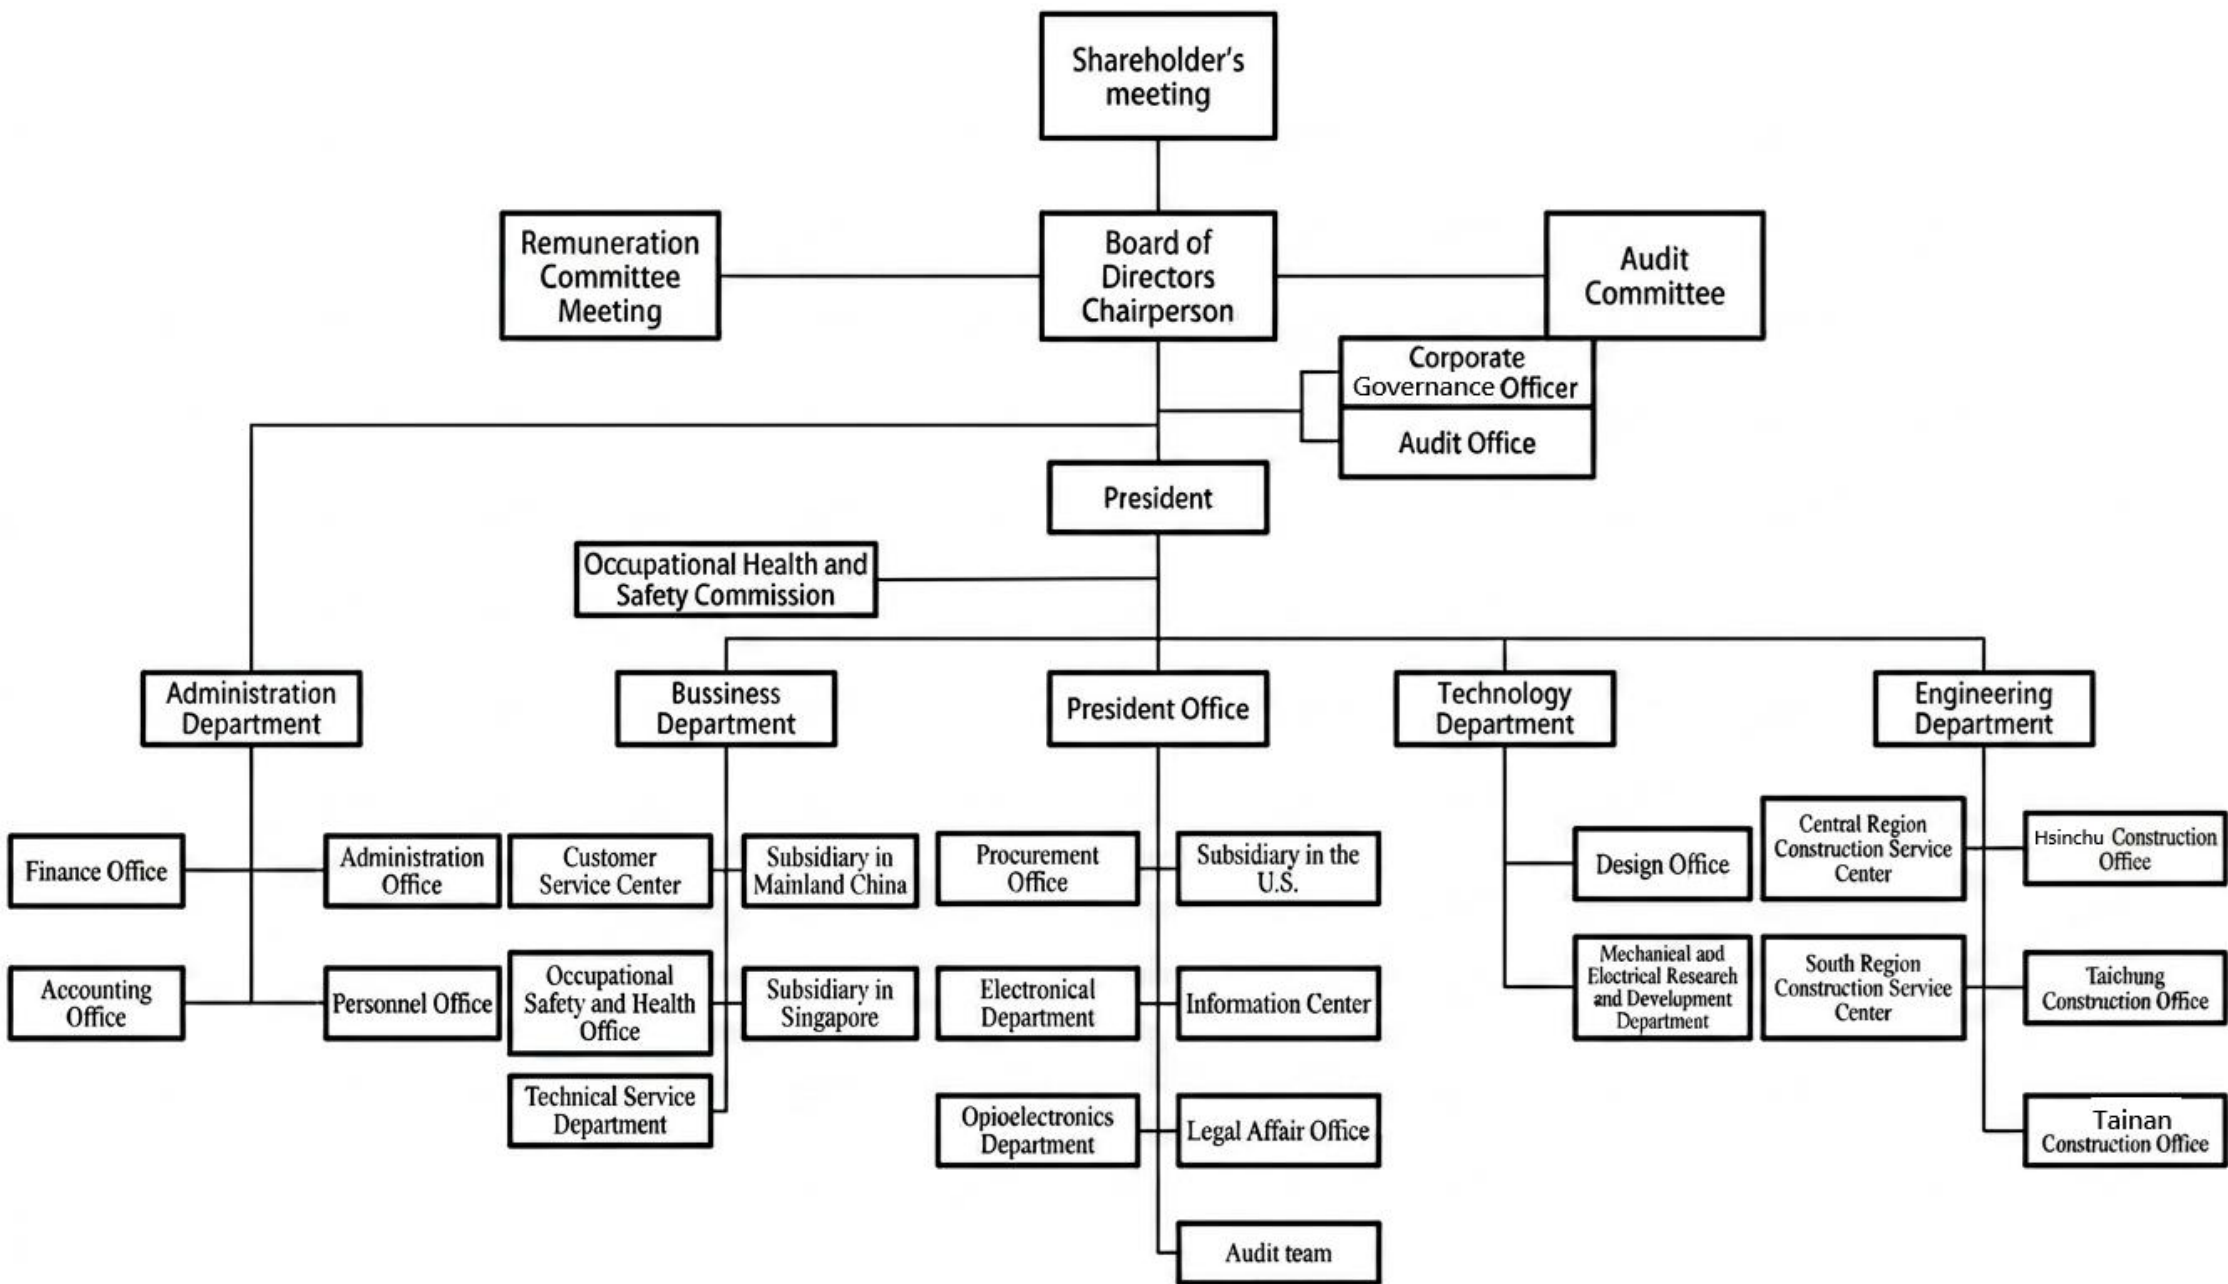 Shareholder's
meeting
Remuneration
Committee
Meeting
Board of
Directors
Chairperson
Audit
Committee
Corporate
Governance Officer
Audit Office
President
Occupational Health and
Safety Commission
Administration
Department
Bussiness
Department
President Office
Technology
Department
Engineering
Department
Finance Office
Administration
Office
Customer
Service Center
Subsidiary in
Mainland China
Procurement
Office
Subsidiary in the
U.S.
Design Office
Central Region
Construction Service
Center
Hsinchu Construction
Office
Accounting
Office
Personnel Office
Occupational
Safety and Health
Office
Subsidiary in
Singapore
Electronical
Department
Information Center
Mechanieal and
Electrical Research
and Development
Department
South Region
Construction Service
Center
Taichung
Construction Office
Technical Service
Department
Opioelectronics
Department
Legal Affair Office
Tainan
Construction Office
Audit team